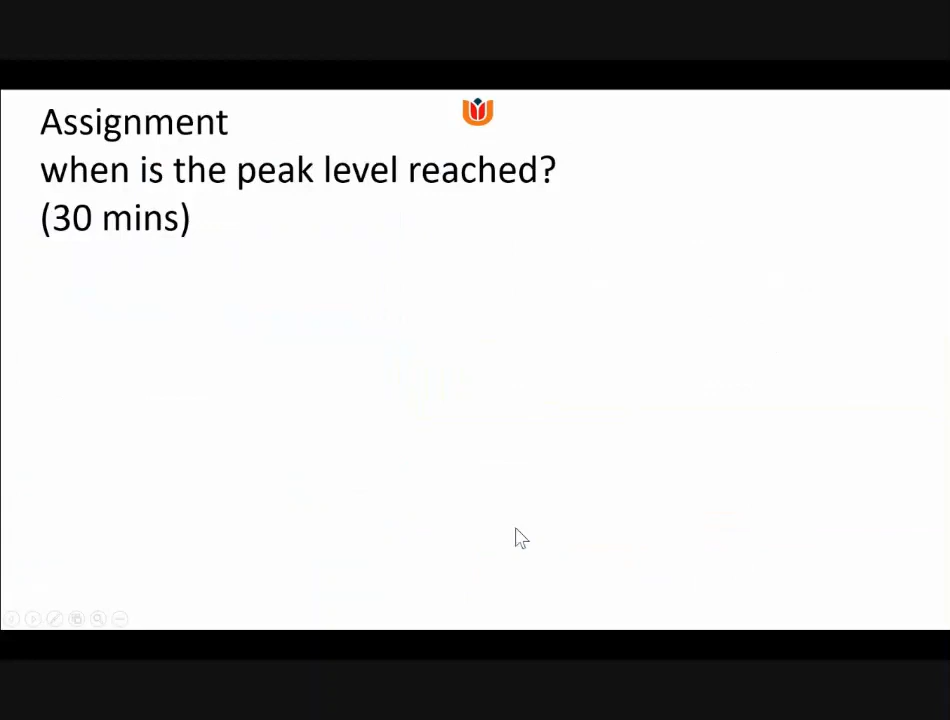 Assignment
when is the peak level reached?
(30 mins)